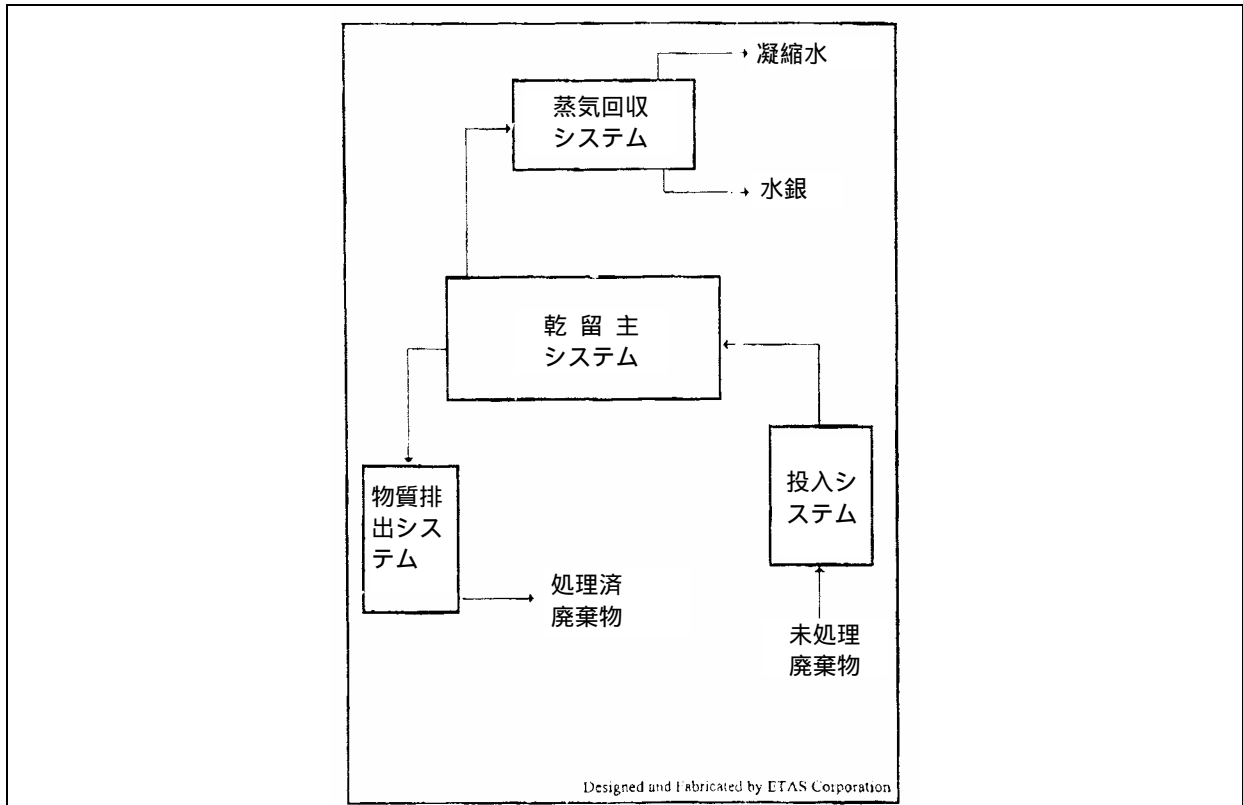 凝縮水
蒸気回収
システム
水銀
乾 留 主
システム
物質排
出シス
テム
投入シ
ステム
処理済
廃棄物
未処理
廃棄物
Designed and Fabricated by ETAS Corporation